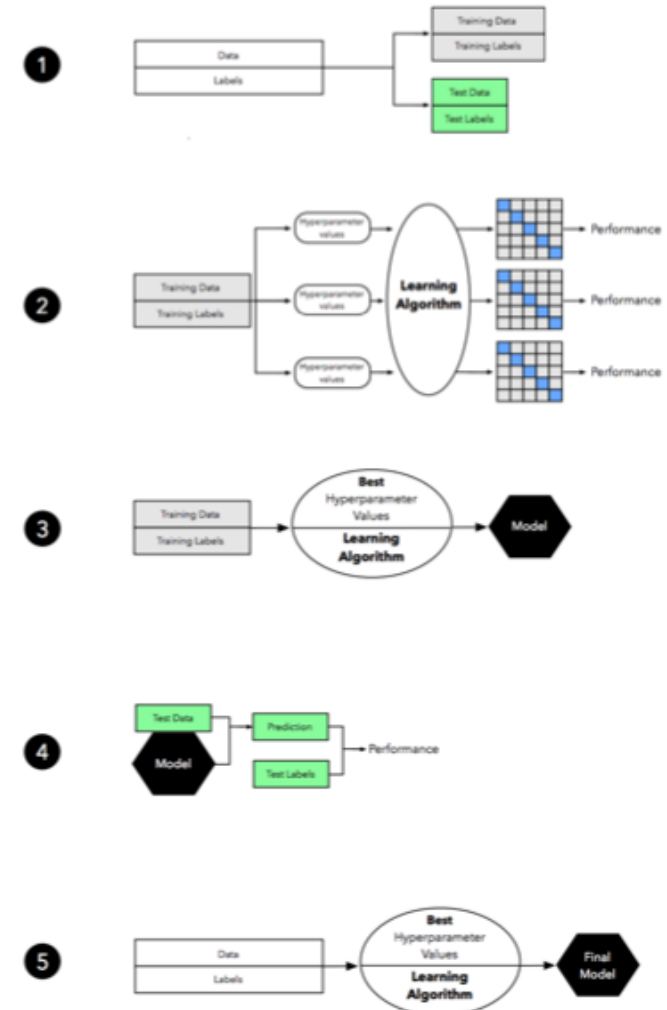 Training Data
Training Labels
1
Data
Labels
Test Data
Test Labels
2
Training Data
Training Labels
Hyperparameter
values
Hyperparameter
values
Hyperparameter
values
Learning
Algorithm
Performance
Performance
Performance
3
Training Data
Training Labels
Best
Hyperparameter
Values
Learning
Algorithm
Model
4
Test Data
Model
Prediction
Test Labels
Performance
5
Data
Labels
Best
Hyperparameter
Values
Learning
Algorithm
Final
Model